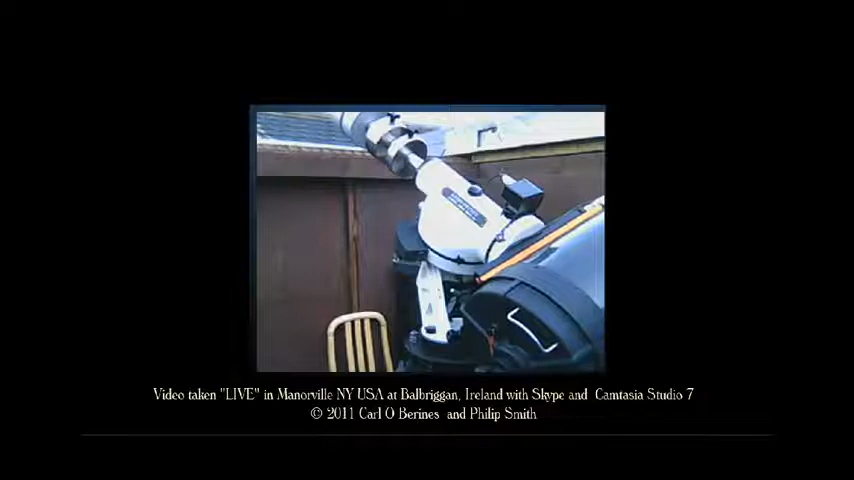 Video taken "LIVE" in Manorville NY USA at Balbriggan, Ireland with Skype and Camtasia Studio 7
© 2011 Carl O Berines and Philip Smith